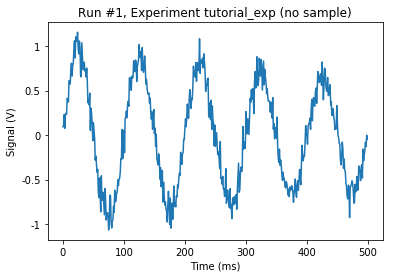 Run #1, Experiment tutorial_exp (no sample)
Signal (V)
1
0.5
0
-0.5
-1
0 100 200 300 400 500
Time (ms)